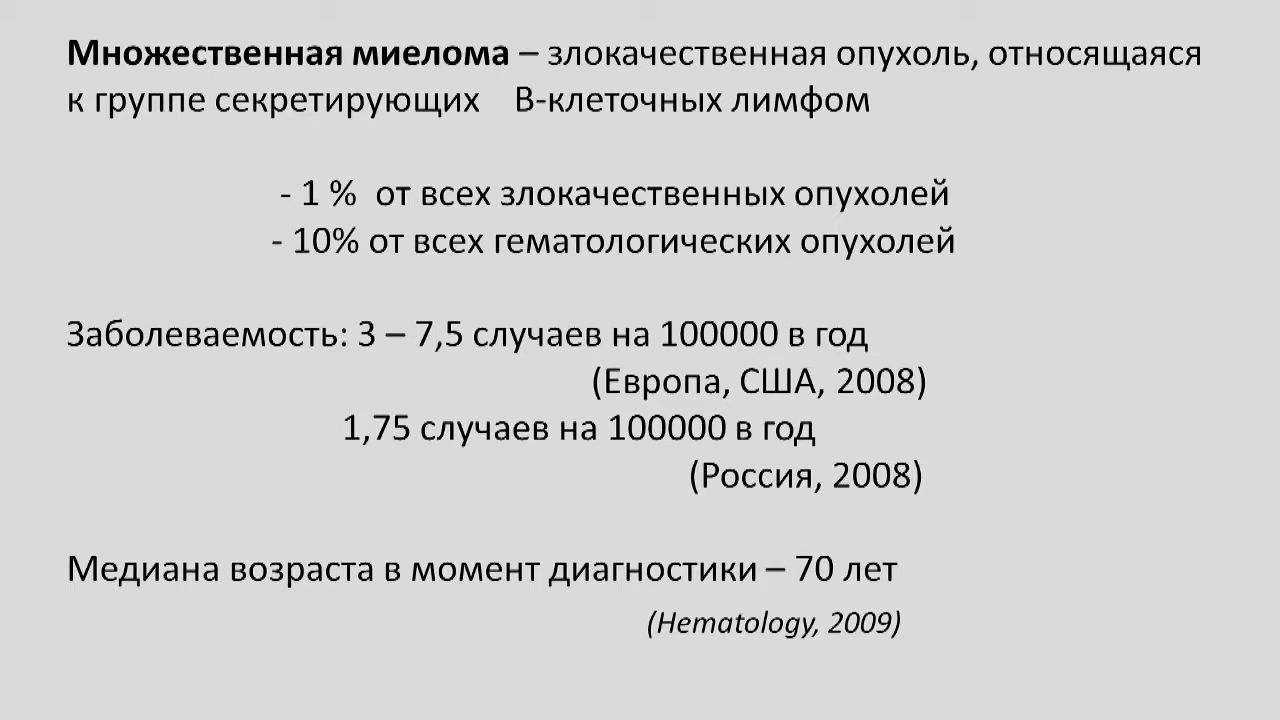 Множественная миелома – злокачественная опухоль, относящаяся
к группе секретирующих В-клеточных лимфом
- 1 % от всех злокачественных опухолей
- 10% от всех гематологических опухолей
Заболеваемость: 3 – 7,5 случаев на 100000 в год
(Европа, США, 2008)
1,75 случаев на 100000 в год
(Россия, 2008)
Медиана возраста в момент диагностики – 70 лет
(Hematology, 2009)